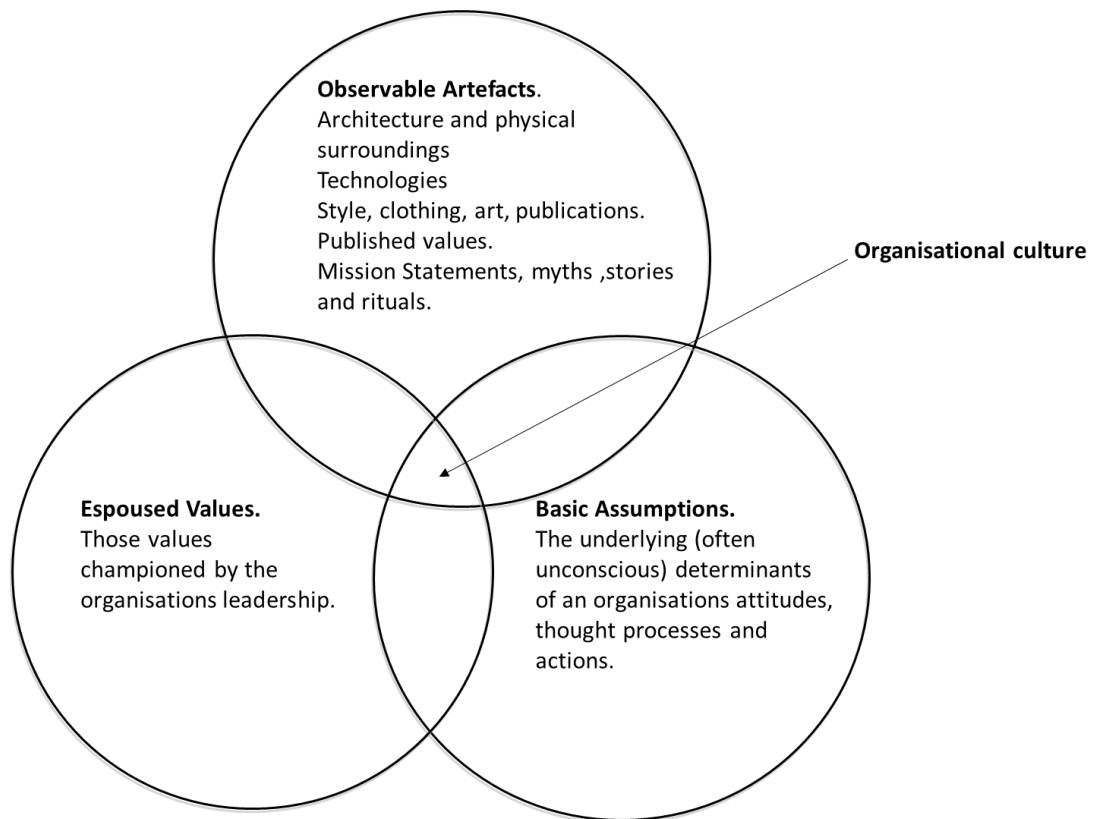 Observable Artefacts.
Architecture and physical
surroundings
Technologies
Style, clothing, art, publications.
Published values.
Mission Statements, myths ,stories
and rituals.
Organisational culture
Espoused Values.
Those values
championed by the
organisations leadership.
Basic Assumptions.
The underlying (often
unconscious) determinants
of an organisations attitudes,
thought processes and
actions.